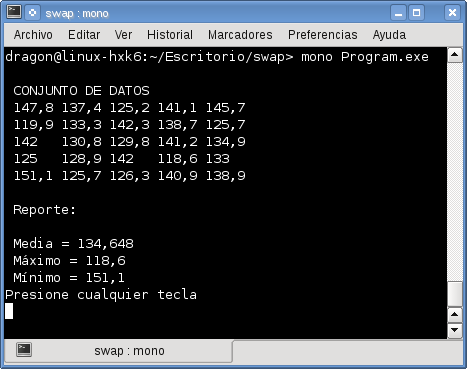 swap : mono
Archivo Editar Ver Historial Marcadores Preferencias Ayuda
dragon@linux-hxk6:~/Escritorio/swap> mono Program.exe
CONJUNTO DE DATOS
147,8 137,4 125,2 141,1 145,7
119,9 133,3 142,3 138,7 125,7
142 130,8 129,8 141,2 134,9
125 128,9 142 118,6 133
151,1 125,7 126,3 140,9 138,9
Reporte:
Media = 134,648
Máximo = 118,6
Mínimo = 151,1
Presione cualquier tecla
swap : mono